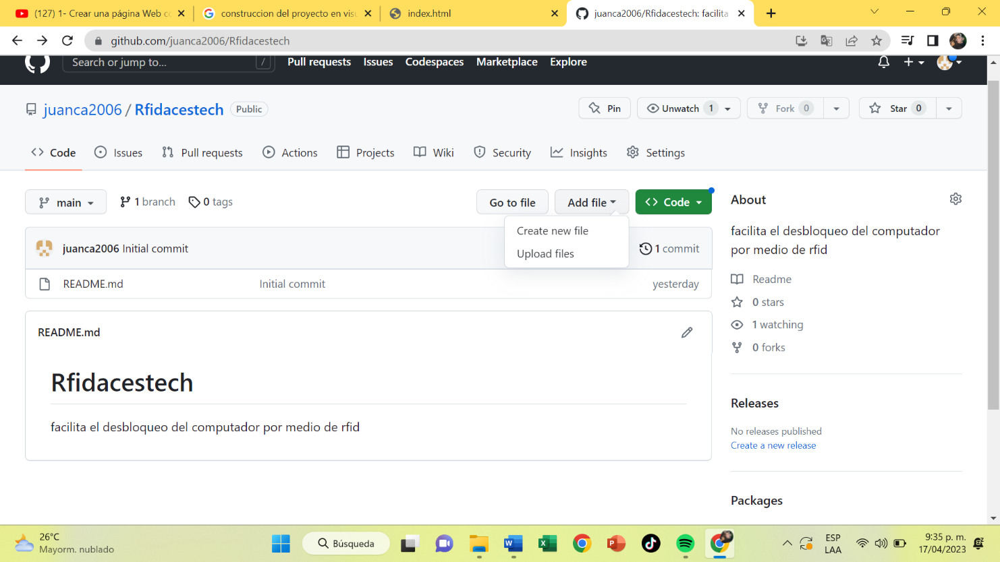 (127) 1- Crear una página Web co
construccion del proyecto en visu
index.html
juanca2006/Rfidacestech: facilita
github.com/juanca2006/Rfidacestech
Search or jump to...
/
Pull requests
Issues
Codespaces
Marketplace
Explore
juanca2006 / Rfidacestech
Public
Pin
Unwatch 1
Fork 0
Star 0
Code
Issues
Pull requests
Actions
Projects
Wiki
Security
Insights
Settings
main
1 branch
0 tags
Go to file
Add file
Code
Create new file
Upload files
juanca2006 Initial commit
1 commit
README.md
Initial commit
yesterday
README.md
Rfidacestech
facilita el desbloqueo del computador por medio de rfid
About
facilita el desbloqueo del computador
por medio de rfid
Readme
0 stars
1 watching
0 forks
Releases
No releases published
Create a new release
Packages
26°C
Mayorm. nublado
Búsqueda
ESP
LAA
9:35 p. m.
17/04/2023